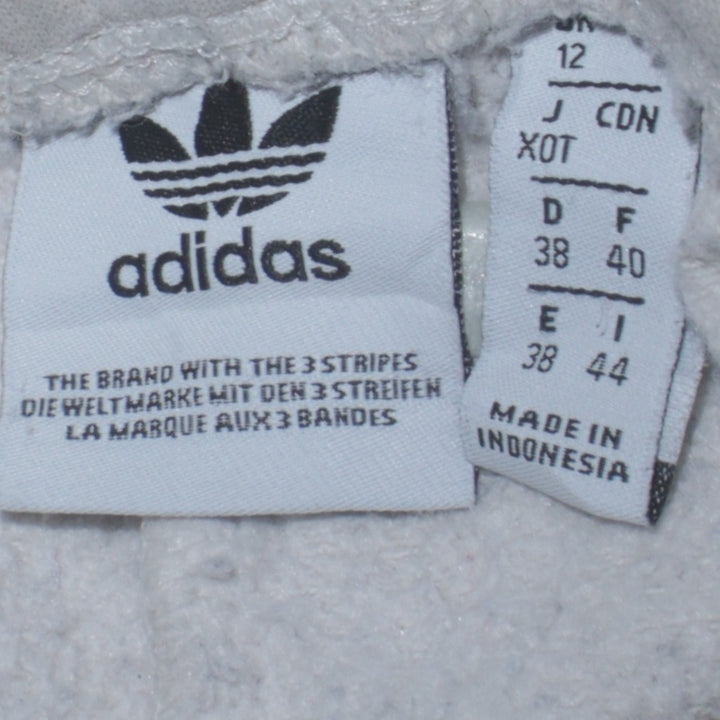 adidas
THE BRAND WITH THE 3 STRIPES
DIE WELTMARKE MIT DEN 3 STREIFEN
LA MARQUE AUX 3 BANDES
12
J CDN
XOT
D F
38 40
E I
38 44
MADE IN
INDONESIA